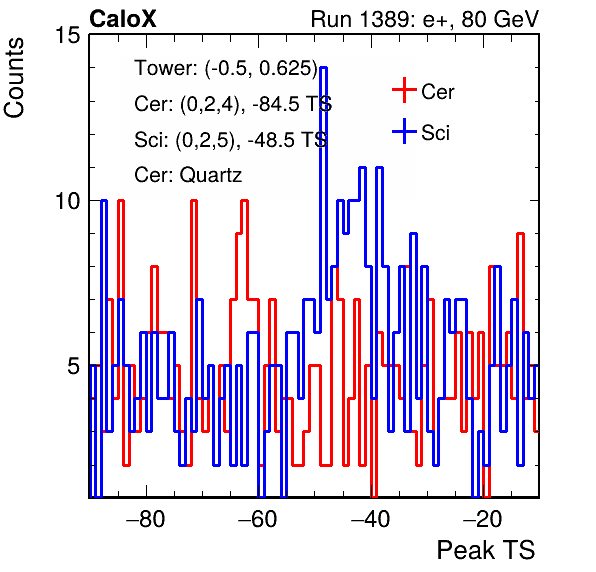 CaloX Run 1389: e+, 80 GeV
Counts
15
Tower: (-0.5, 0.625)
Cer: (0,2,4), -84.5 TS
Sci: (0,2,5), -48.5 TS
Cer: Quartz
Cer
Sci
10
5
−80 −60 −40 −20
Peak TS